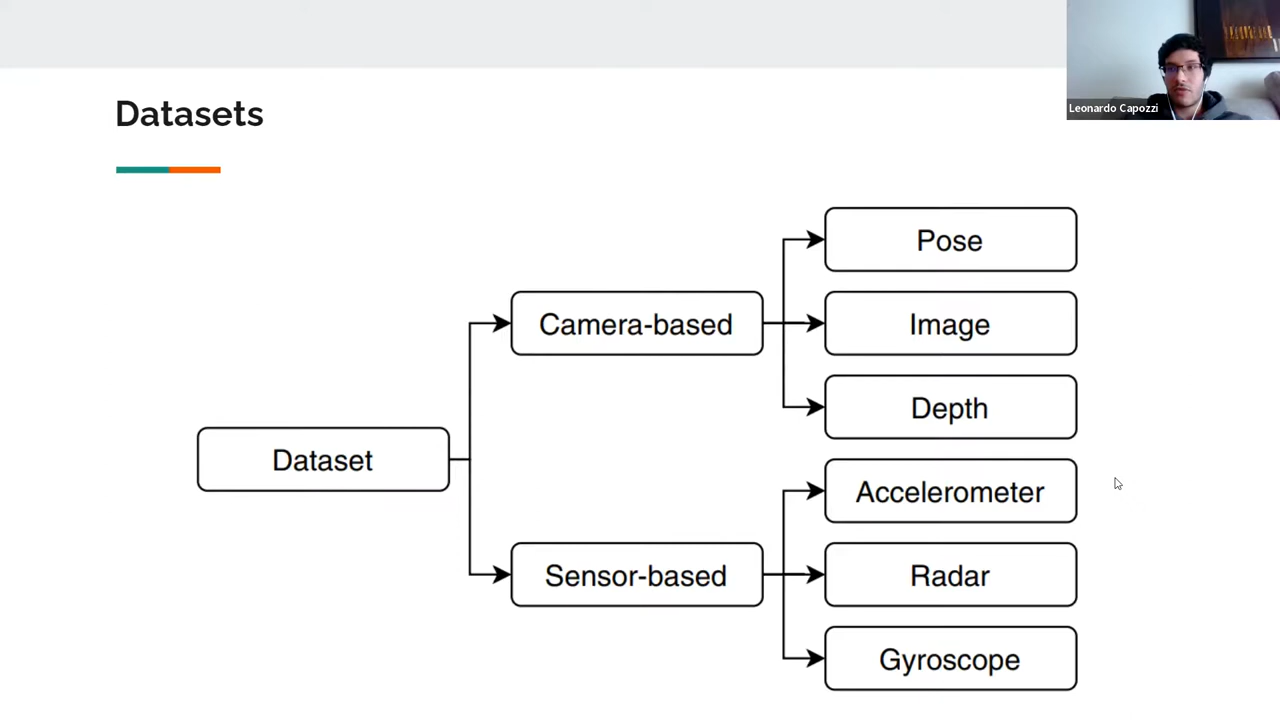 Datasets
Leonardo Capozzi
Pose
Camera-based
Image
Depth
Dataset
Accelerometer
Sensor-based
Radar
Gyroscope